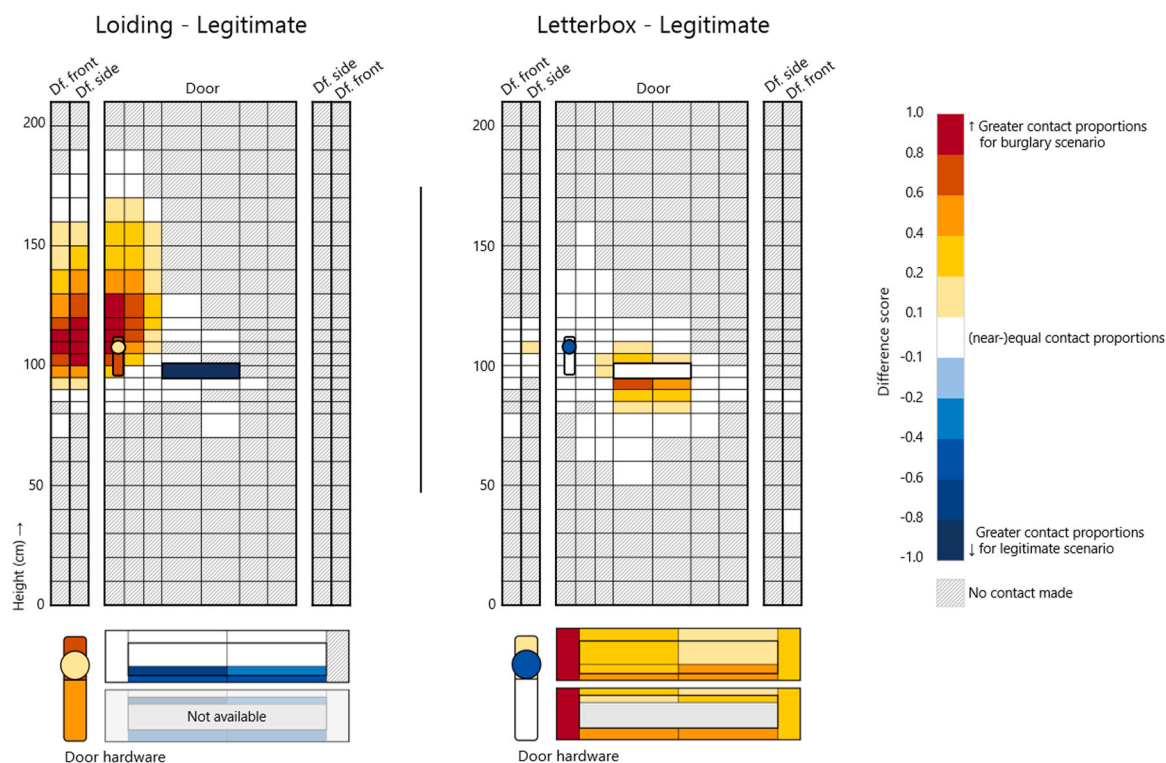 Loiding - Legitimate
Letterbox - Legitimate
Df. front
Df. side
Door
Df. side
Df. front
Df. front
Df. side
Door
Df. side
Df. front
200
150
100
50
0
Height (cm) →
200
150
100
50
0
Difference score
1.0
0.8
0.6
0.4
0.2
0.1
-0.1
-0.2
-0.4
-0.6
-0.8
-1.0
↑ Greater contact proportions
for burglary scenario
(near-)equal contact proportions
Greater contact proportions
↓ for legitimate scenario
No contact made
Not available
Door hardware
Door hardware